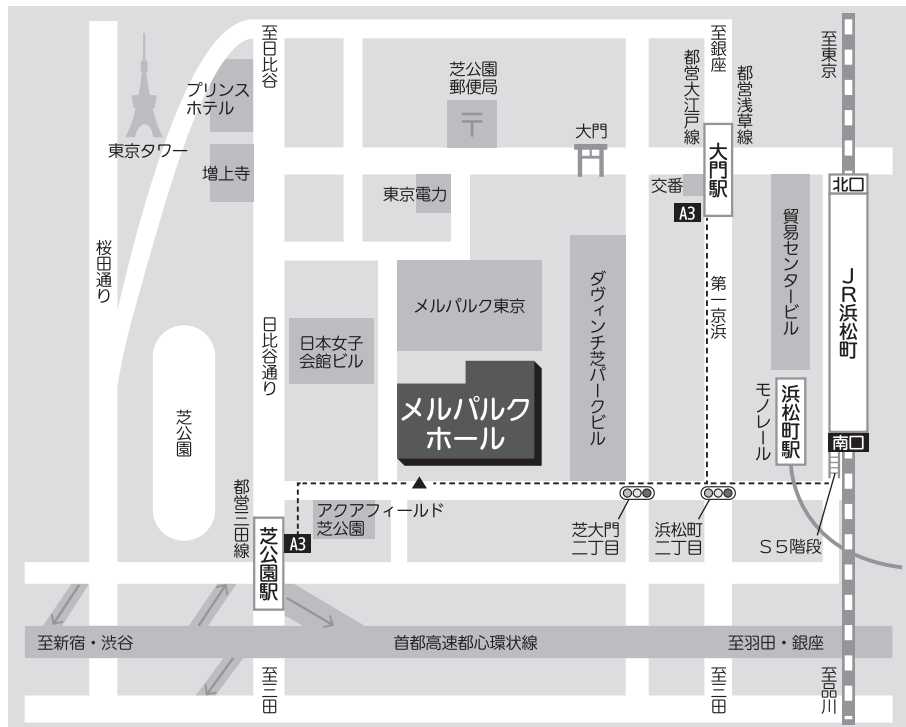 至日比谷
プリンス
ホテル
東京タワー
増上寺
桜田通り
芝公園
郵便局
〒
大門
東京電力
至銀座
都営大江戸線
都営浅草線
大門駅
交番
A3
至東京
北口
JR浜松町
貿易センタービル
第一京浜
メルパルク東京
ダヴィンチ芝パークビル
日本女子
会館ビル
日比谷通り
メルパルク
ホール
モノレール
浜松町駅
南口
芝公園
都営三田線
芝公園駅
A3
アクアフィールド
芝公園
芝大門
二丁目
浜松町
二丁目
S5階段
至新宿・渋谷
首都高速都心環状線
至羽田・銀座
至三田
至三田
至品川